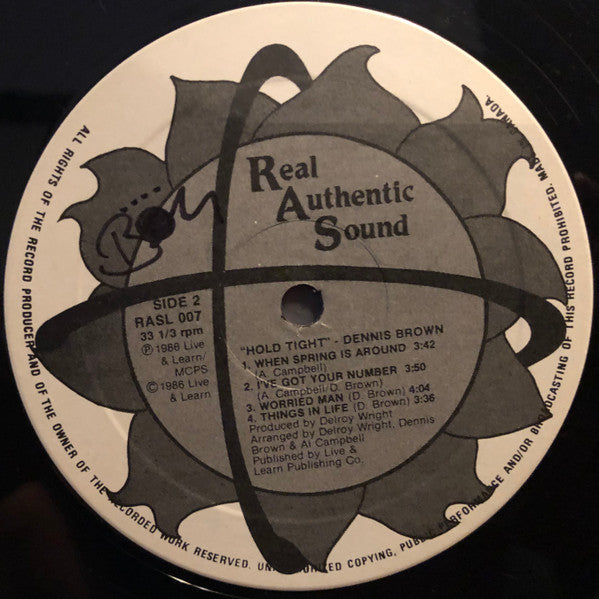 Real
Authentic
Sound
SIDE 2
RASL 007
33 1/3 rpm
℗ 1986 Live
& Learn/
MCPS
© 1986 Live
& Learn
"HOLD TIGHT" - DENNIS BROWN
1. WHEN SPRING IS AROUND 3:42
(A. Campbell)
2. I'VE GOT YOUR NUMBER 3:50
(A. Campbell/D. Brown)
3. WORRIED MAN (D. Brown) 4:04
4. THINGS IN LIFE (D. Brown) 3:36
Produced by Delroy Wright
Arranged by Delroy Wright, Dennis
Brown & Al Campbell
Published by Live &
Learn Publishing Co.
ALL RIGHTS OF THE RECORD PRODUCER AND OF THE OWNER OF THE RECORDED WORK RESERVED. UNAUTHORIZED COPYING, PUBLIC PERFORMANCE AND/OR BROADCASTING OF THIS RECORD PROHIBITED. MADE IN CANADA.